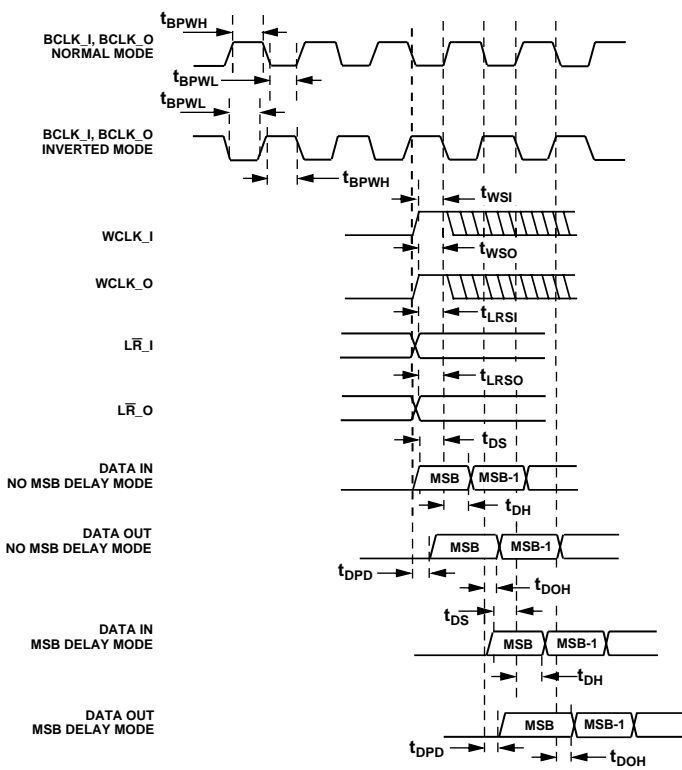 tBPWH
BCLK_I, BCLK_O
NORMAL MODE
tBPWL
tBPWL
BCLK_I, BCLK_O
INVERTED MODE
tBPWH
tWSI
WCLK_I
tWSO
WCLK_O
tLRSI
LR̅_I
tLRSO
LR̅_O
tDS
DATA IN
NO MSB DELAY MODE
MSB
MSB-1
tDH
DATA OUT
NO MSB DELAY MODE
MSB
MSB-1
tDPD
tDOH
tDS
DATA IN
MSB DELAY MODE
MSB
MSB-1
tDH
DATA OUT
MSB DELAY MODE
MSB
MSB-1
tDPD
tDOH